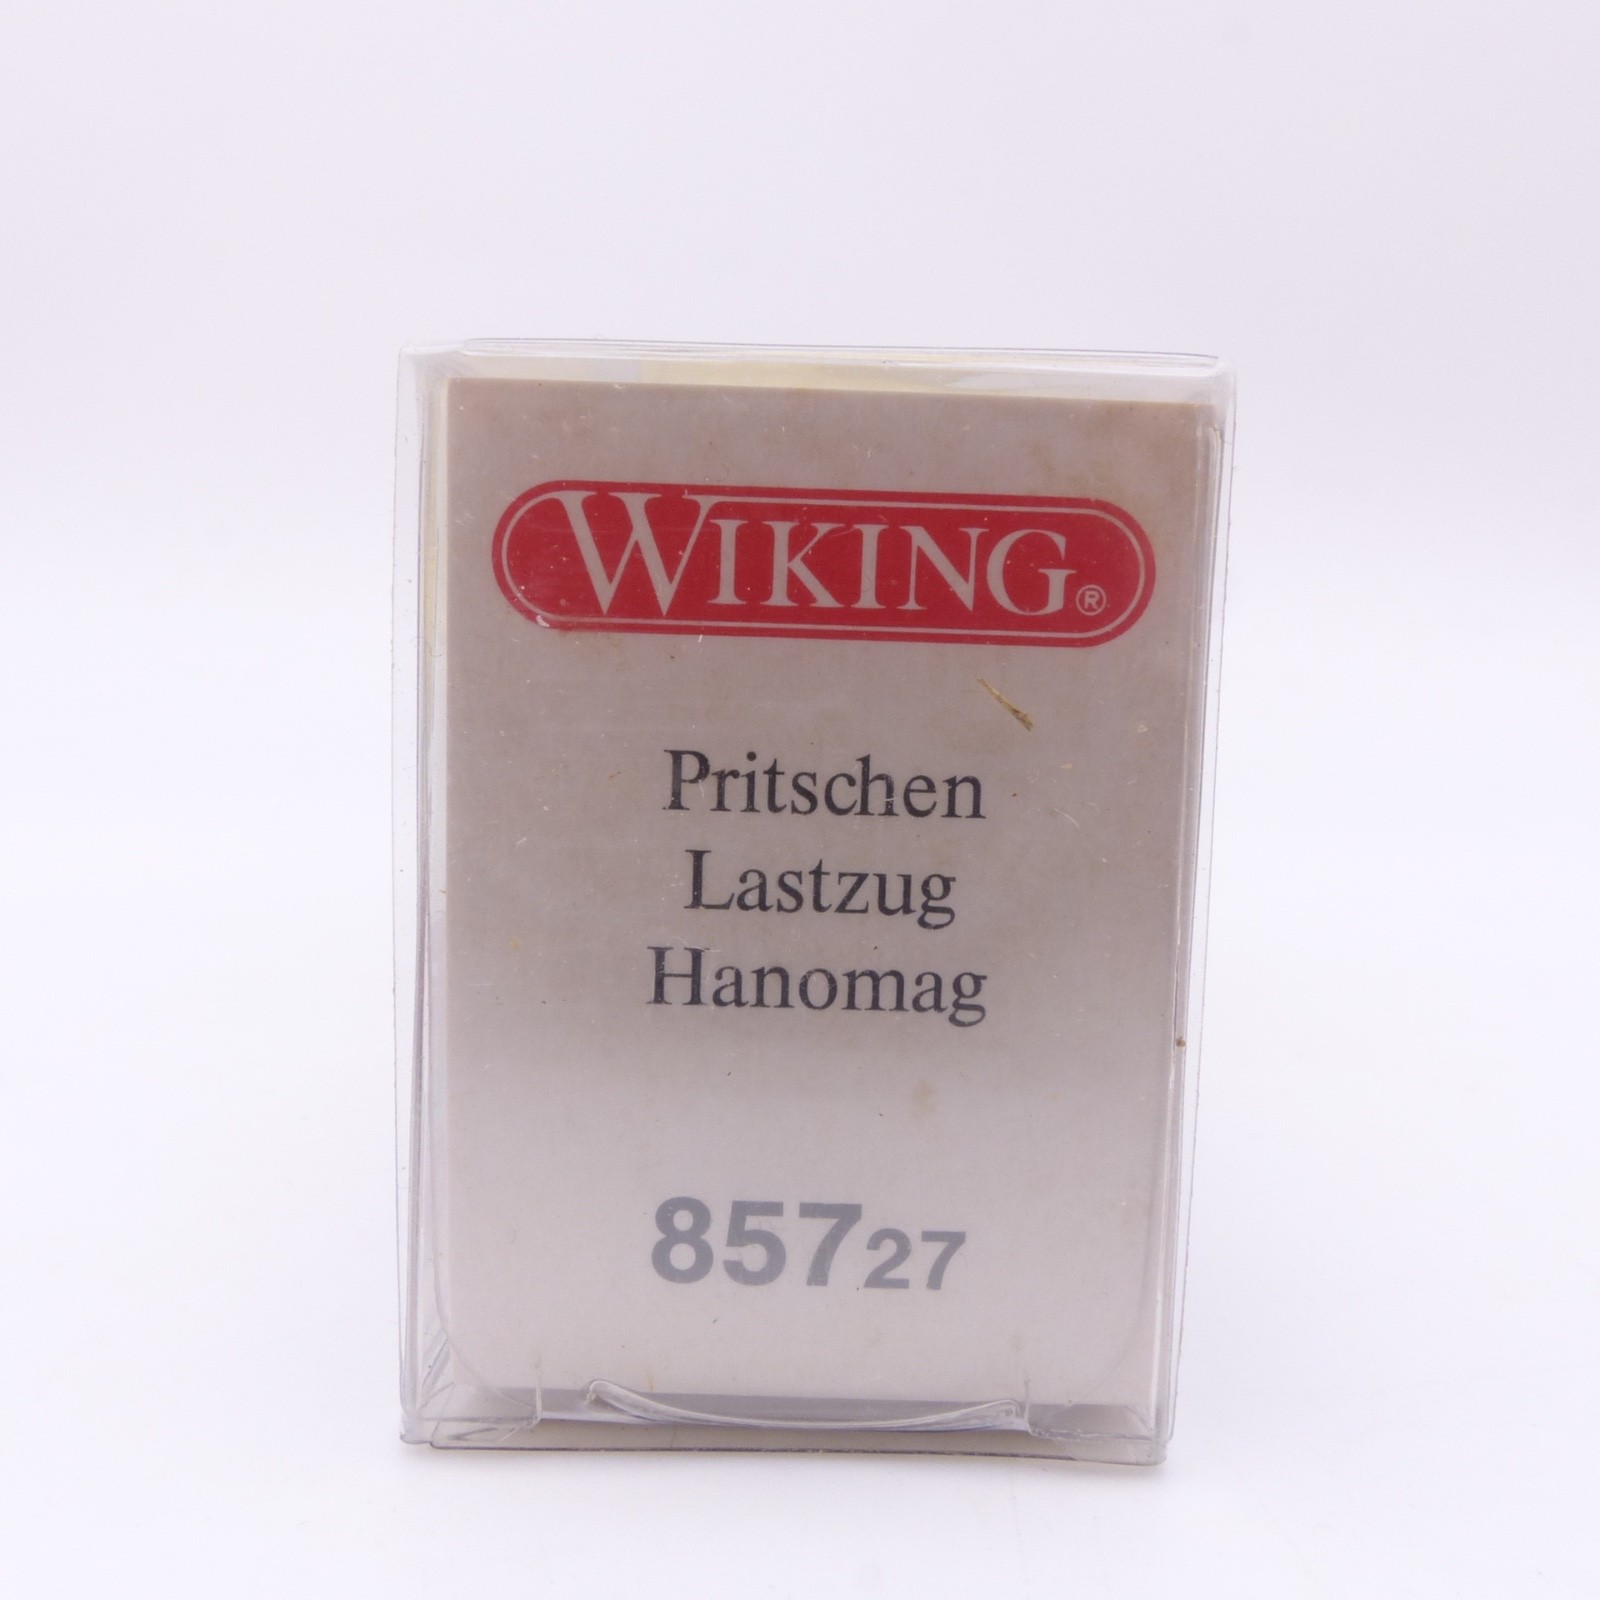 WIKING®
Pritschen
Lastzug
Hanomag
85727